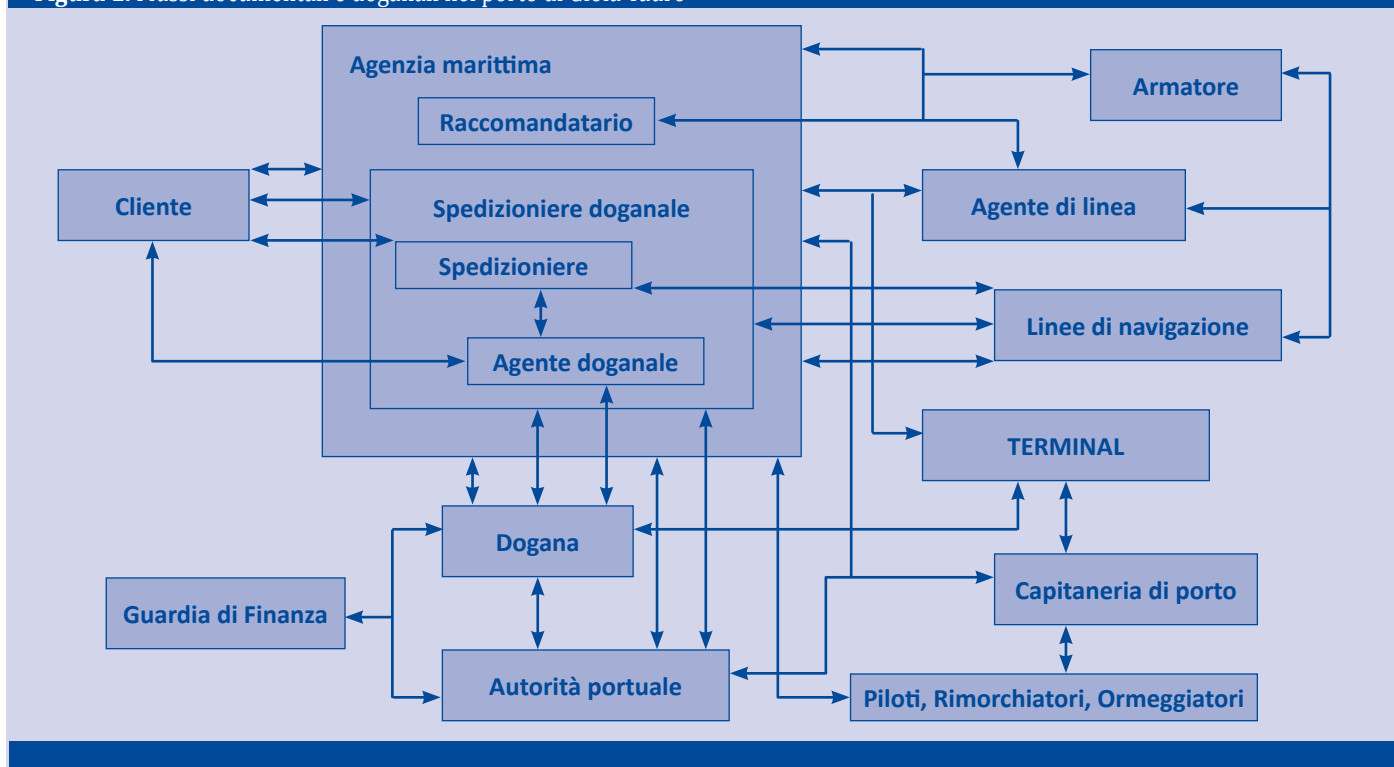 Agenzia marittima
Armatore
Raccomandatario
Cliente
Spedizioniere doganale
Agente di linea
Spedizioniere
Linee di navigazione
Agente doganale
TERMINAL
Dogana
Capitaneria di porto
Guardia di Finanza
Autorità portuale
Piloti, Rimorchiatori, Ormeggiatori